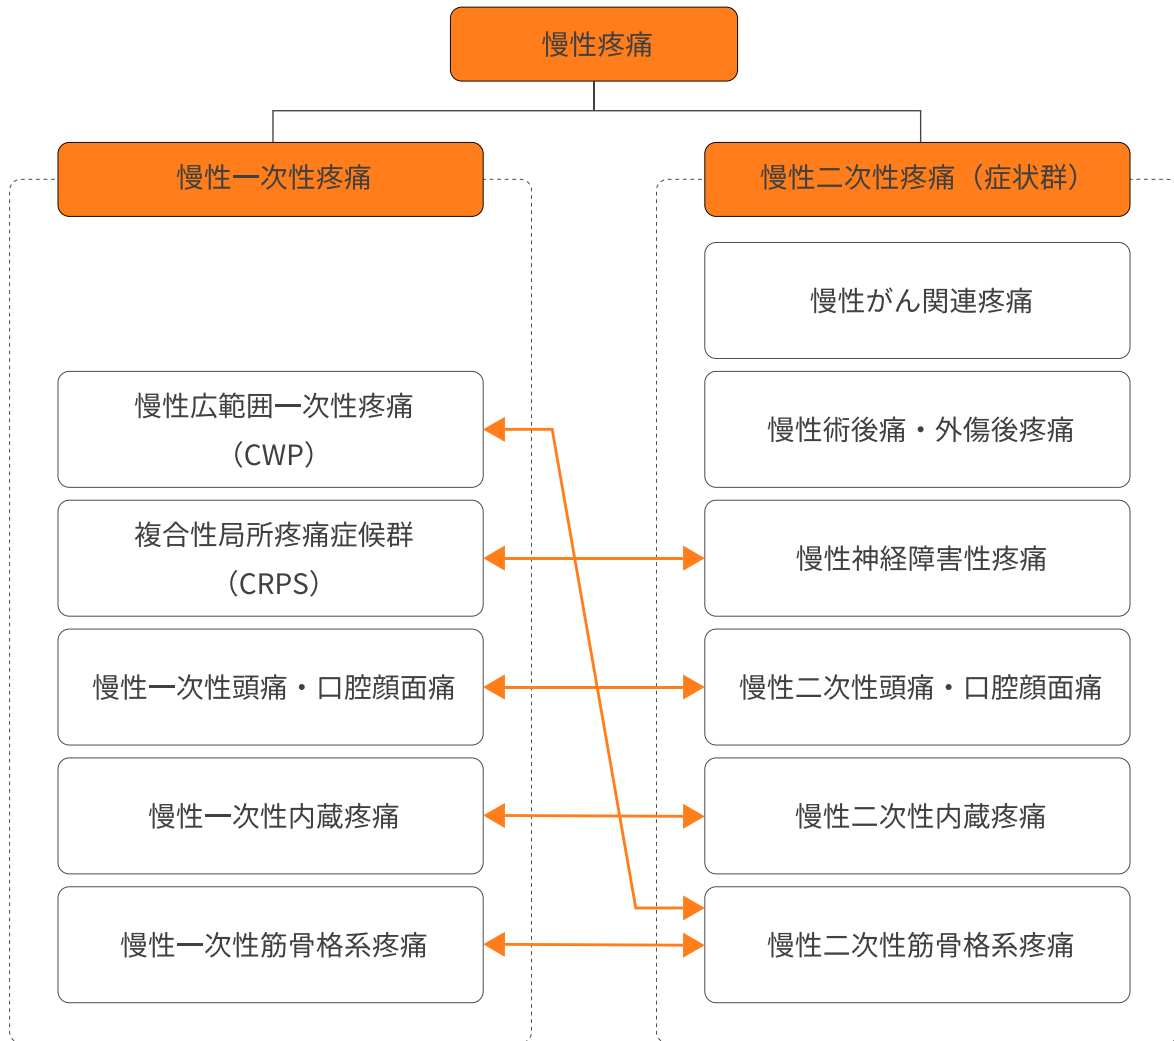 慢性疼痛
慢性一次性疼痛
慢性広範囲一次性疼痛
（CWP）
複合性局所疼痛症候群
（CRPS）
慢性一次性頭痛・口腔顔面痛
慢性一次性内蔵疼痛
慢性一次性筋骨格系疼痛
慢性二次性疼痛（症状群）
慢性がん関連疼痛
慢性術後痛・外傷後疼痛
慢性神経障害性疼痛
慢性二次性頭痛・口腔顔面痛
慢性二次性内蔵疼痛
慢性二次性筋骨格系疼痛